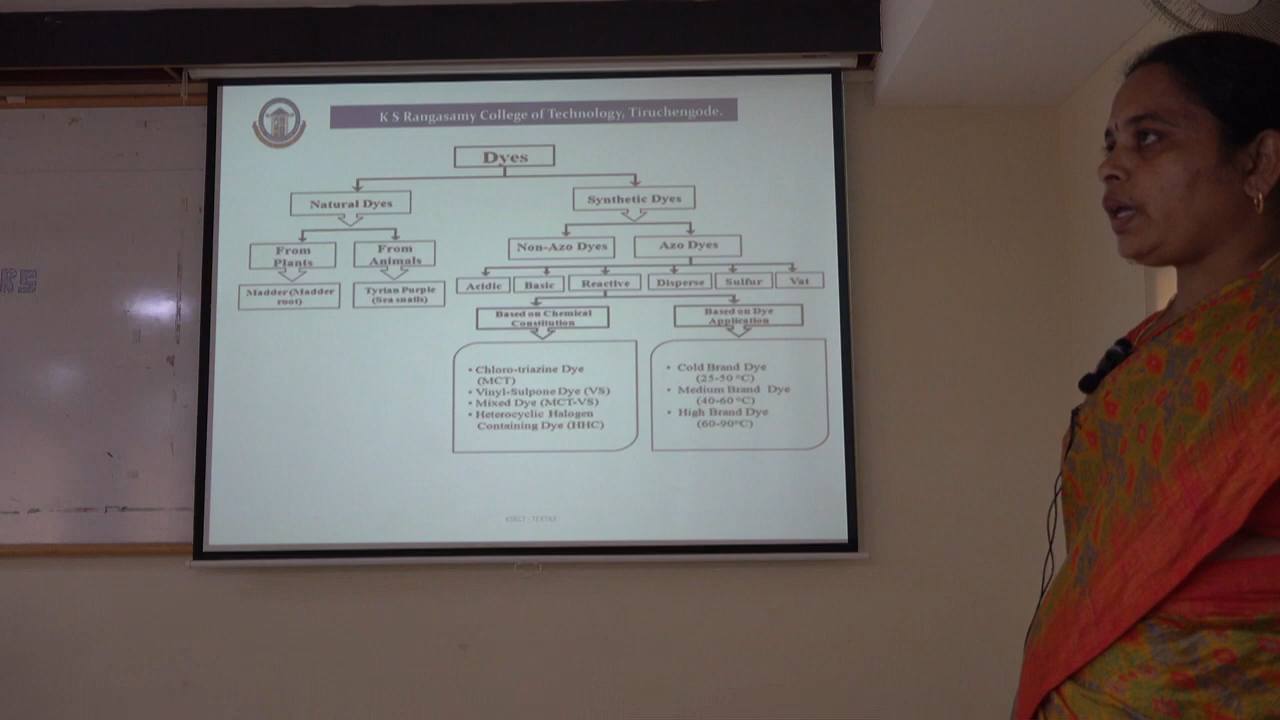 K S Rangasamy College of Technology, Tiruchengode.
Dyes
Natural Dyes
Synthetic Dyes
From
Plants
From
Animals
Non-Azo Dyes
Azo Dyes
Madder (Madder
root)
Tyrian Purple
(Sea snails)
Acidic
Basic
Reactive
Disperse
Sulfur
Vat
Based on Chemical
Constitution
Based on Dye
Application
• Chloro-triazine Dye
(MCT)
• Vinyl-Sulpone Dye (VS)
• Mixed Dye (MCT-VS)
• Heterocyclic Halogen
Containing Dye (HHC)
• Cold Brand Dye
(25-50 °C)
• Medium Brand Dye
(40-60 °C)
• High Brand Dye
(60-90°C)
RS